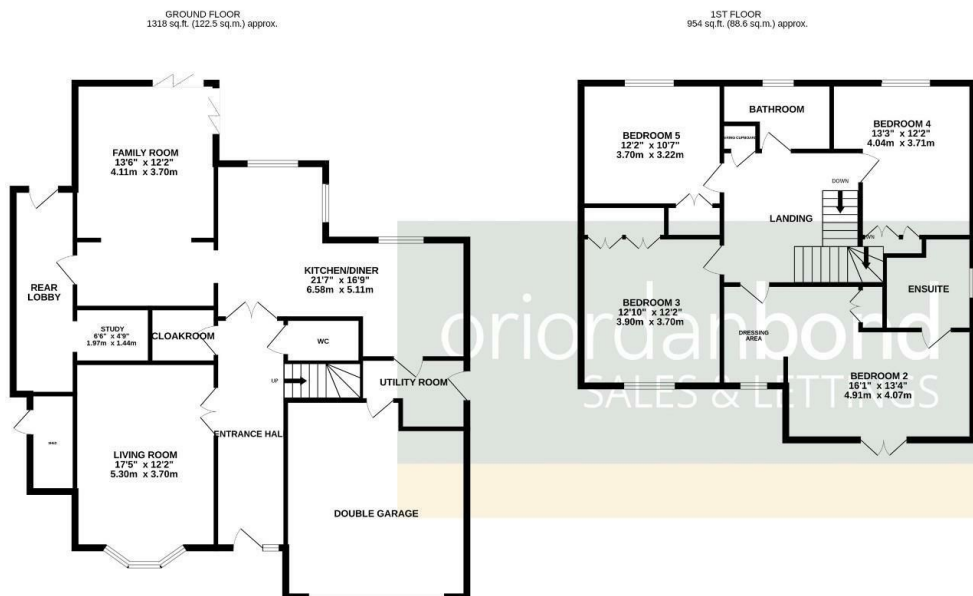 GROUND FLOOR
1318 sq.ft. (122.5 sq.m.) approx.
FAMILY ROOM
13'6" x 12'2"
4.11m x 3.70m
REAR
LOBBY
STUDY
6'6" x 4'9"
1.97m x 1.44m
CLOAKROOM
WC
KITCHEN/DINER
21'7" x 16'9"
6.58m x 5.11m
UP
UTILITY ROOM
ENTRANCE HALL
LIVING ROOM
17'5" x 12'2"
5.30m x 3.70m
DOUBLE GARAGE
1ST FLOOR
954 sq.ft. (88.6 sq.m.) approx.
BEDROOM 5
12'2" x 10'7"
3.70m x 3.22m
BATHROOM
BEDROOM 4
13'3" x 12'2"
4.04m x 3.71m
DOWN
LANDING
BEDROOM 3
12'10" x 12'2"
3.90m x 3.70m
DRESSING
AREA
ENSUITE
BEDROOM 2
16'1" x 13'4"
4.91m x 4.07m
oriordanbond
SALES & LETTINGS